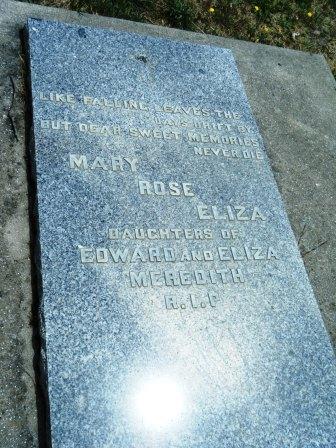 LIKE FALLING LEAVES THE
DAYS DRIFT BY
BUT DEAR SWEET MEMORIES
NEVER DIE
MARY
ROSE
ELIZA
DAUGHTERS OF
EDWARD AND ELIZA
MEREDITH
R.I.P